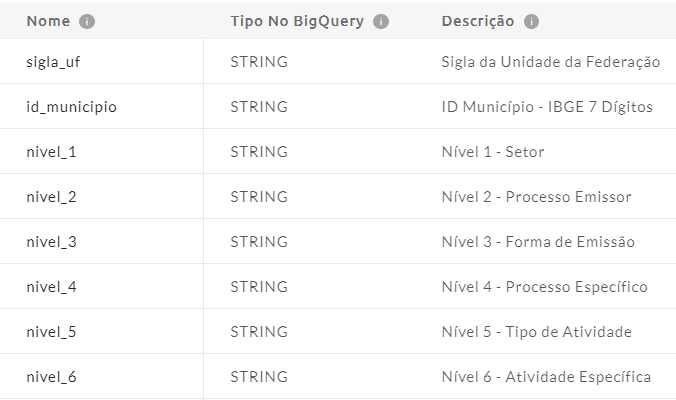 Nome Tipo No BigQuery Descrição
sigla_uf STRING Sigla da Unidade da Federação
id_municipio STRING ID Município - IBGE 7 Dígitos
nivel_1 STRING Nível 1 - Setor
nivel_2 STRING Nível 2 - Processo Emissor
nivel_3 STRING Nível 3 - Forma de Emissão
nivel_4 STRING Nível 4 - Processo Específico
nivel_5 STRING Nível 5 - Tipo de Atividade
nivel_6 STRING Nível 6 - Atividade Específica